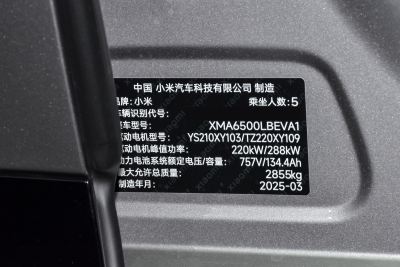 中国 小米汽车科技有限公司 制造
品牌:小米 乘坐人数:5
车辆识别代号:
整车型号: XMA6500LBEVA1
驱动电机型号: YS210XY103/TZ220XY109
驱动电机峰值功率: 220kW/288kW
动力电池系统额定电压/容量: 757V/134.4Ah
最大允许总质量: 2855kg
制造年月: 2025-03